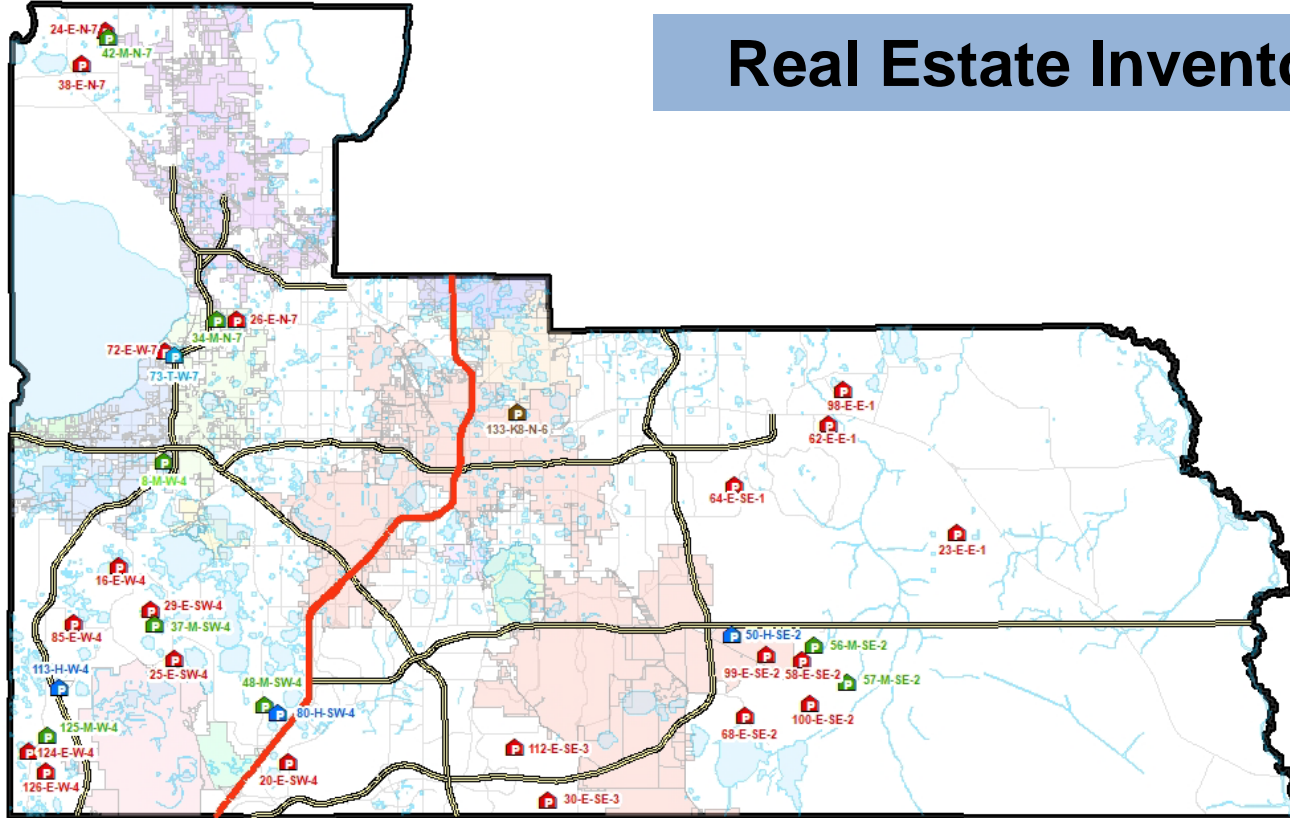 Real Estate Invento
24-E-N-7
42-M-N-7
38-E-N-7
34-M-N-7
26-E-N-7
72-E-W-7
73-T-W-7
133-K8-N-6
98-E-E-1
62-E-E-1
8-M-W-4
64-E-SE-1
23-E-E-1
16-E-W-4
29-E-SW-4
37-M-SW-4
85-E-W-4
25-E-SW-4
50-H-SE-2
56-M-SE-2
99-E-SE-2
58-E-SE-2
57-M-SE-2
113-H-W-4
48-M-SW-4
80-H-SW-4
100-E-SE-2
68-E-SE-2
125-M-W-4
124-E-W-4
126-E-W-4
112-E-SE-3
20-E-SW-4
30-E-SE-3